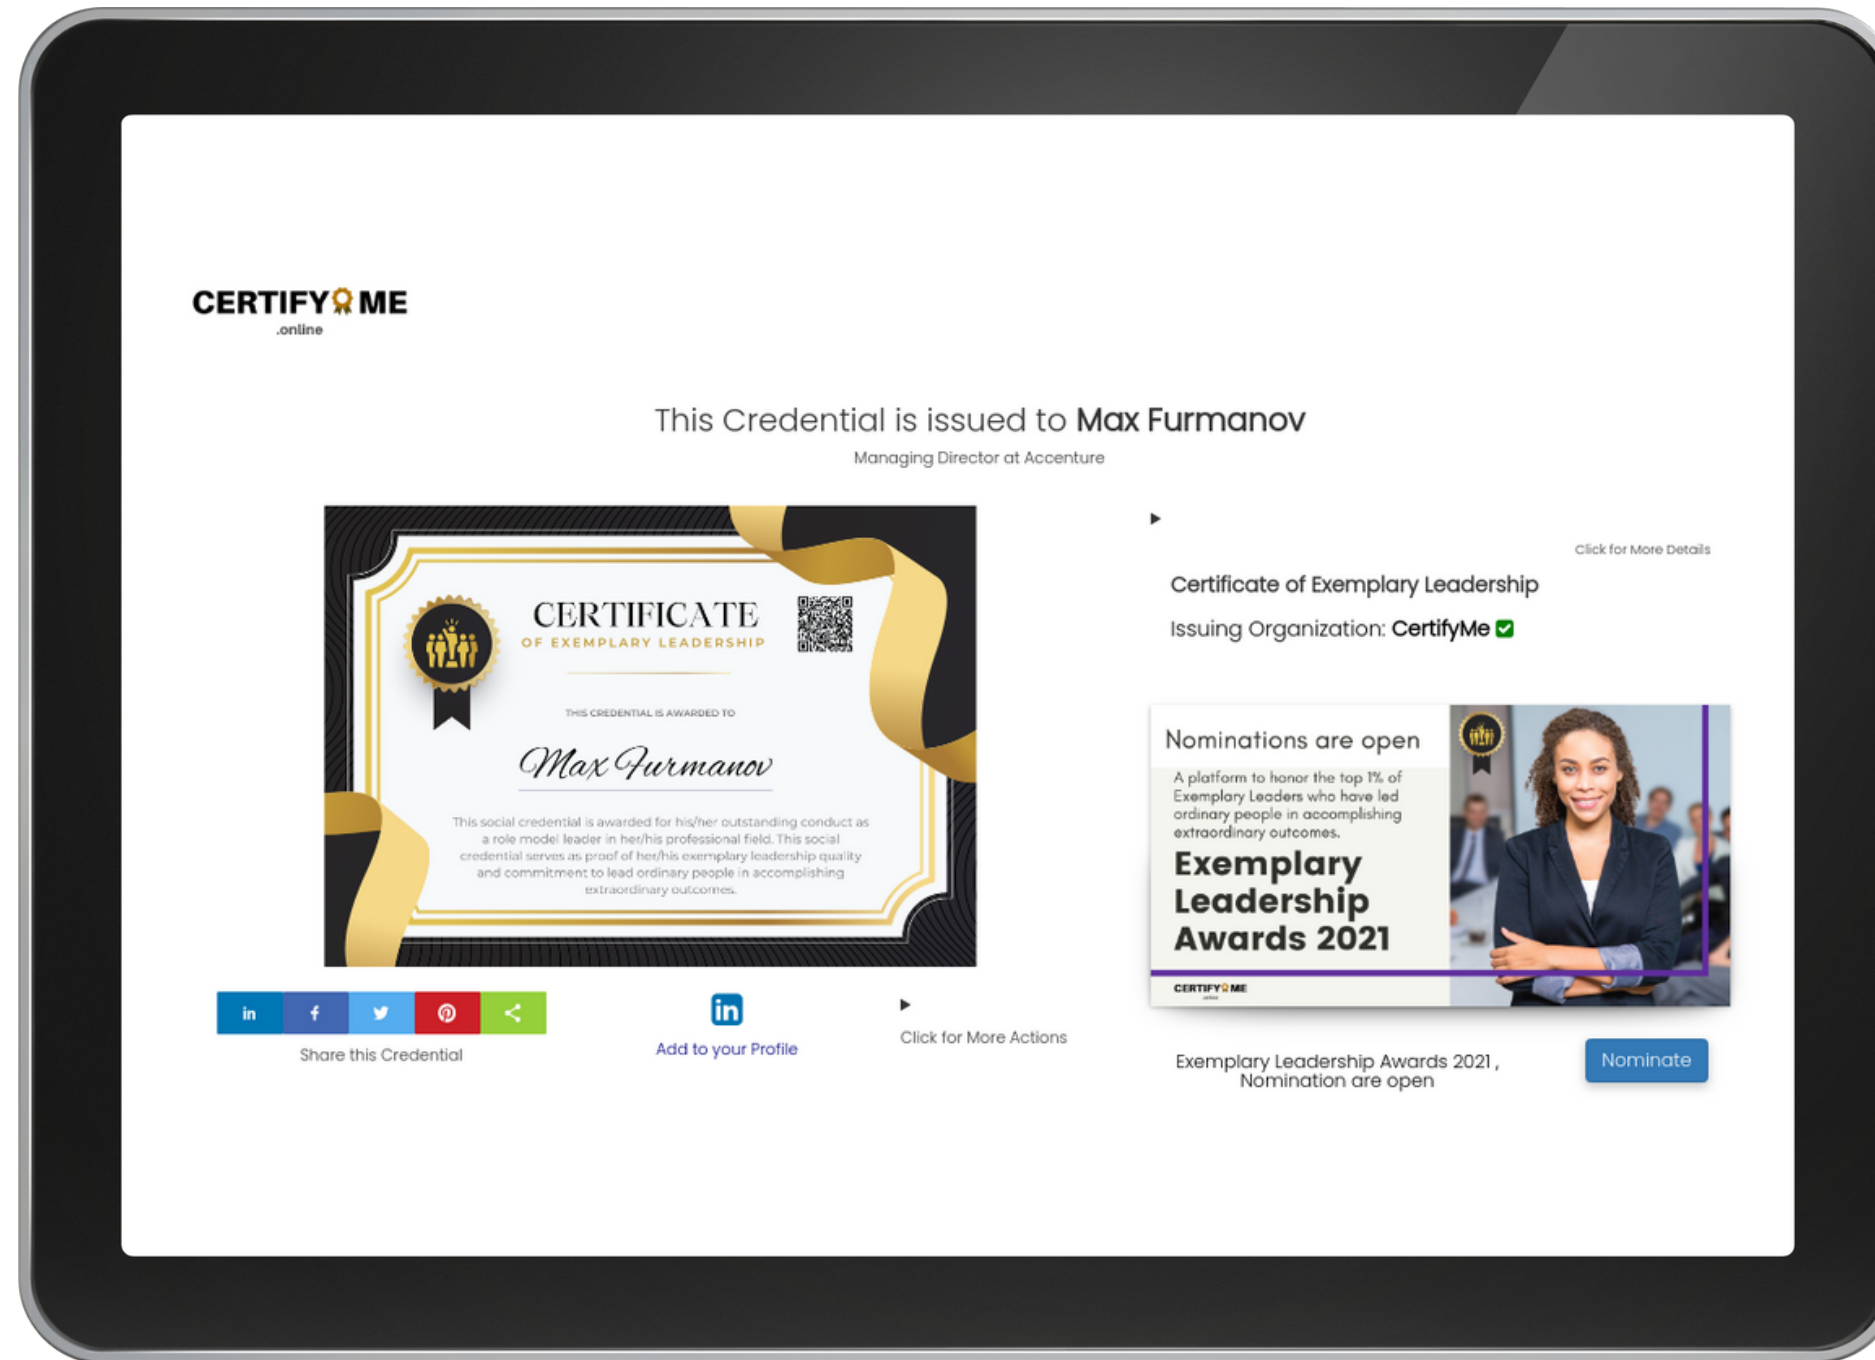 CERTIFY ME
.online
This Credential is issued to Max Furmanov
Managing Director at Accenture
CERTIFICATE
OF EXEMPLARY LEADERSHIP
THIS CREDENTIAL IS AWARDED TO
Max Furmanov
This social credential is awarded for his/her outstanding conduct as
a role model leader in her/his professional field. This social
credential serves as proof of her/his exemplary leadership quality
and commitment to lead ordinary people in accomplishing
extraordinary outcomes.
in
f
Share this Credential
in
Add to your Profile
Click for More Actions
Click for More Details
Certificate of Exemplary Leadership
Issuing Organization: CertifyMe
Nominations are open
A platform to honor the top 1% of
Exemplary Leaders who have led
ordinary people in accomplishing
extraordinary outcomes.
Exemplary
Leadership
Awards 2021
CERTIFY ME
.online
Exemplary Leadership Awards 2021 ,
Nomination are open
Nominate